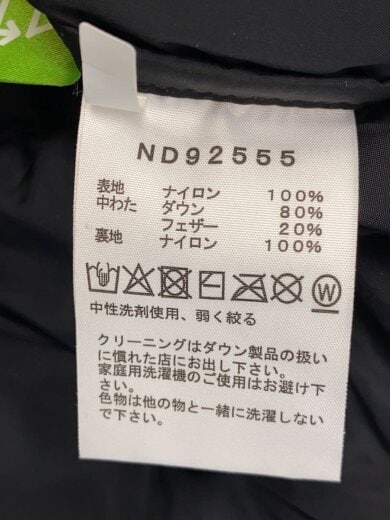 ND92555
表地 ナイロン 100%
中わた ダウン 80%
フェザー 20%
裏地 ナイロン 100%
W
中性洗剤使用、弱く絞る
クリーニングはダウン製品の扱い
に慣れた店にお出し下さい。
家庭用洗濯機のご使用はお避け下
さい。
色物は他の物と一緒に洗濯しない
で下さい。